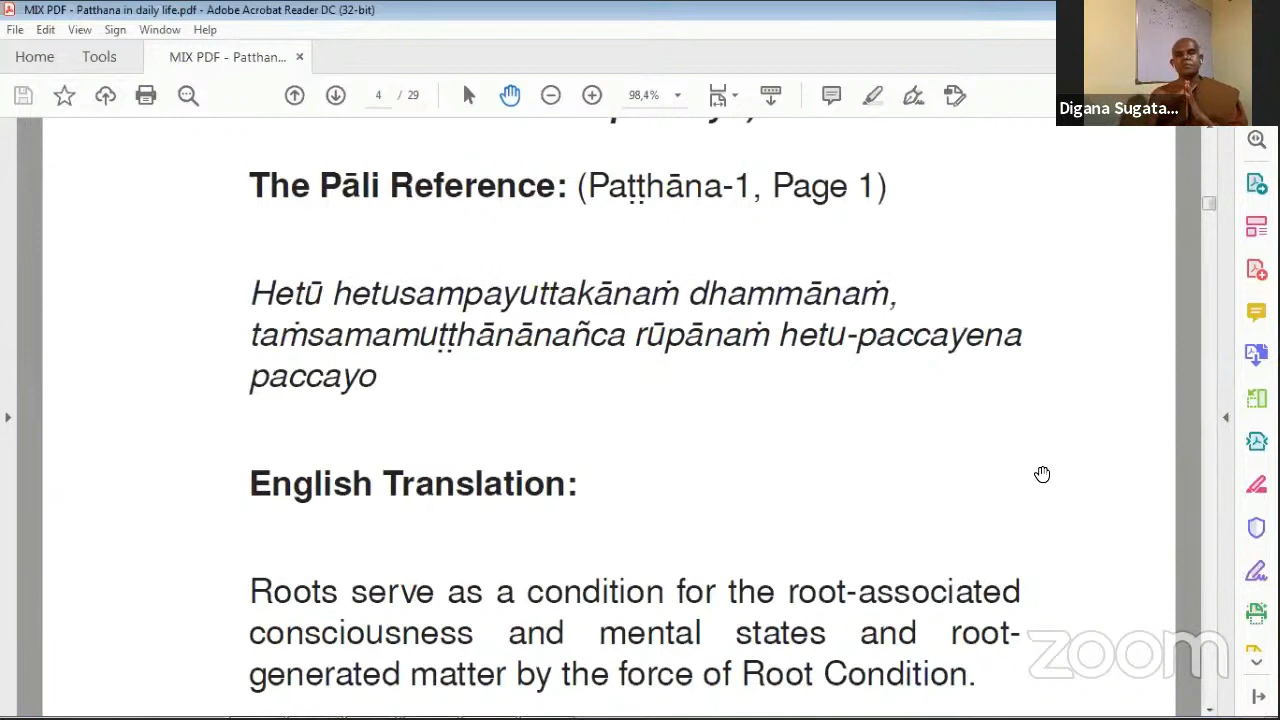 MIX PDF - Patthana in daily life.pdf - Adobe Acrobat Reader DC (32-bit)
File Edit View Sign Window Help
Home Tools MIX PDF - Patthan... ×
4 / 29 98,4%
Digana Sugata...
The Pāli Reference: (Paṭṭhāna-1, Page 1)
Hetū hetusampayuttakānaṁ dhammānaṁ,
taṁsamamuṭṭhānānañca rūpānaṁ hetu-paccayena
paccayo
English Translation:
Roots serve as a condition for the root-associated
consciousness and mental states and root-
generated matter by the force of Root Condition.
zoom